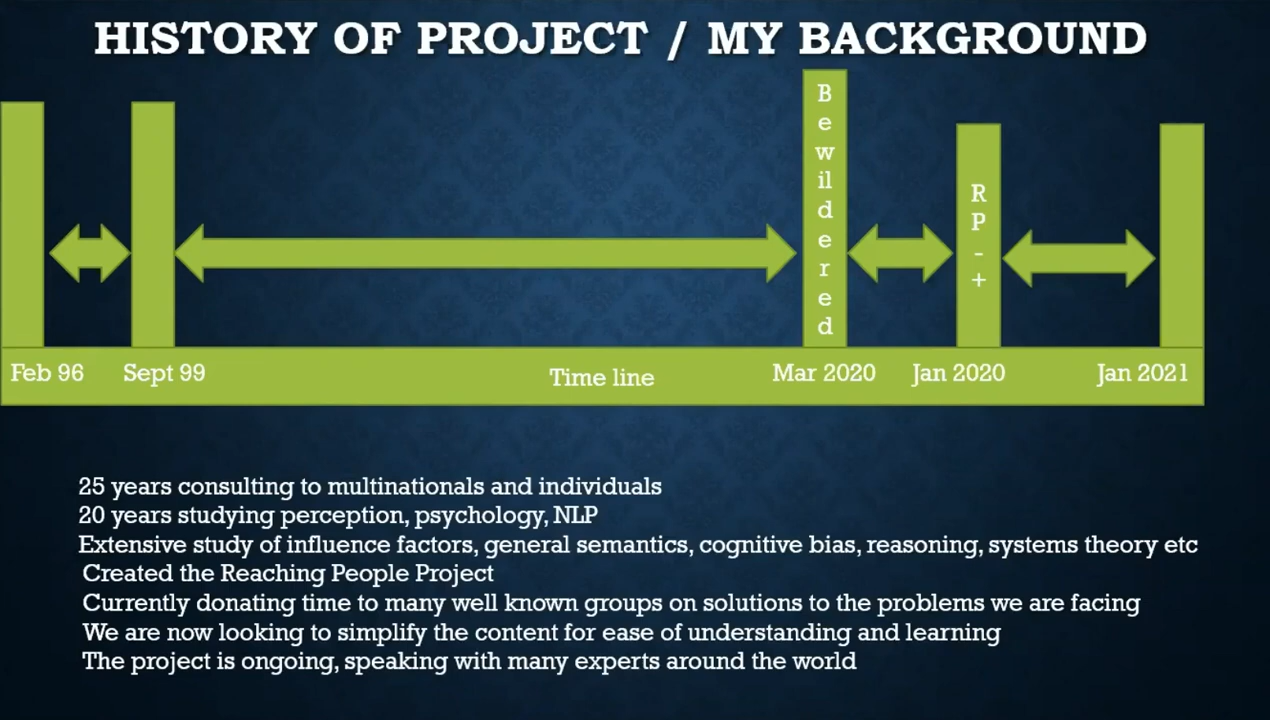 HISTORY OF PROJECT / MY BACKGROUND
Bewildered
RP-+
Feb 96
Sept 99
Time line
Mar 2020
Jan 2020
Jan 2021
25 years consulting to multinationals and individuals
20 years studying perception, psychology, NLP
Extensive study of influence factors, general semantics, cognitive bias, reasoning, systems theory etc
Created the Reaching People Project
Currently donating time to many well known groups on solutions to the problems we are facing
We are now looking to simplify the content for ease of understanding and learning
The project is ongoing, speaking with many experts around the world